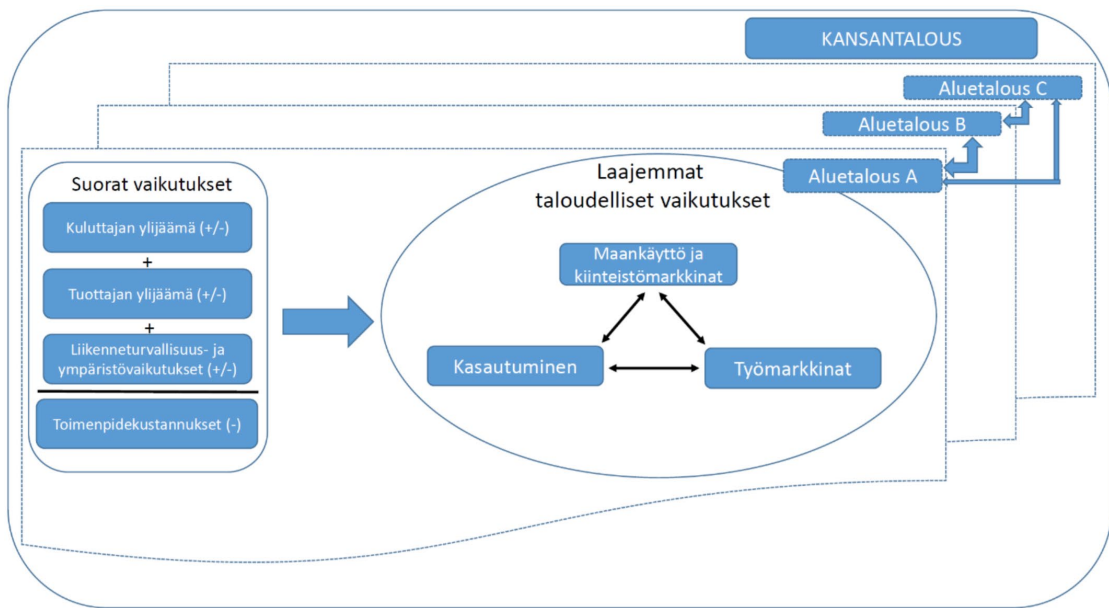 KANSANTALOUS
Aluetalous C
Aluetalous B
Aluetalous A
Suorat vaikutukset
Kuluttajan ylijäämä (+/-)
+
Tuottajan ylijäämä (+/-)
+
Liikenneturvallisuus- ja
ympäristövaikutukset (+/-)
Toimenpidekustannukset (-)
Laajemmat
taloudelliset vaikutukset
Maankäyttö ja
kiinteistömarkkinat
Kasautuminen
Työmarkkinat